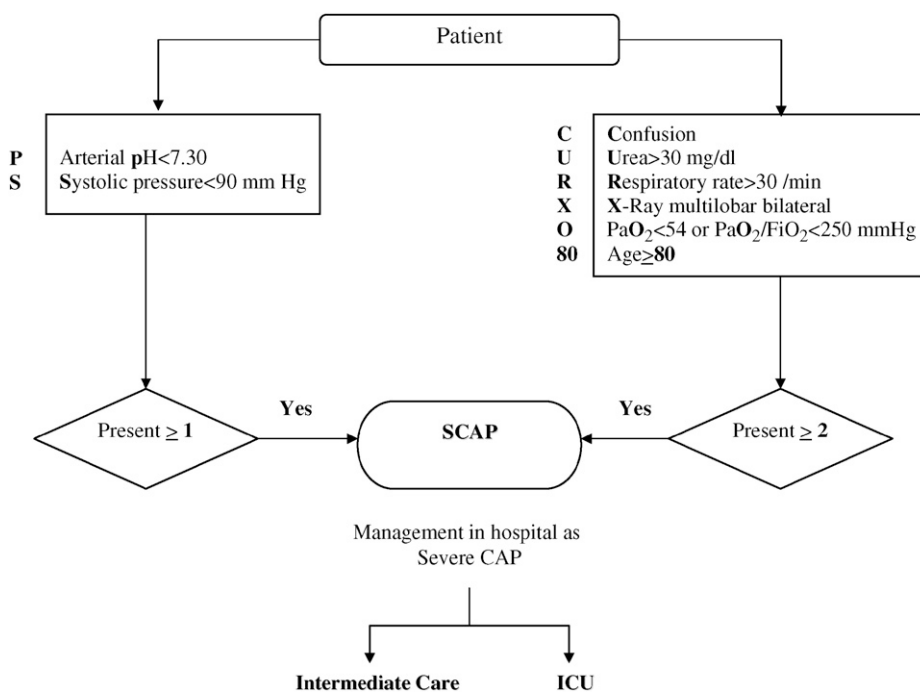 Patient
P Arterial pH<7.30
S Systolic pressure<90 mm Hg
C Confusion
U Urea>30 mg/dl
R Respiratory rate>30 /min
X X-Ray multilobar bilateral
O PaO₂<54 or PaO₂/FiO₂<250 mmHg
80 Age≥80
Present ≥ 1
Yes
SCAP
Yes
Present ≥ 2
Management in hospital as
Severe CAP
Intermediate Care
ICU